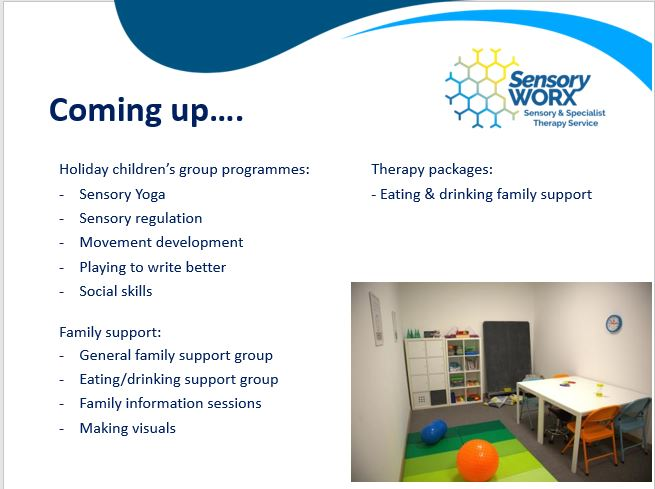 Sensory
WORX
Sensory & Specialist
Therapy Service
Coming up....
Holiday children’s group programmes:
- Sensory Yoga
- Sensory regulation
- Movement development
- Playing to write better
- Social skills
Family support:
- General family support group
- Eating/drinking support group
- Family information sessions
- Making visuals
Therapy packages:
- Eating & drinking family support